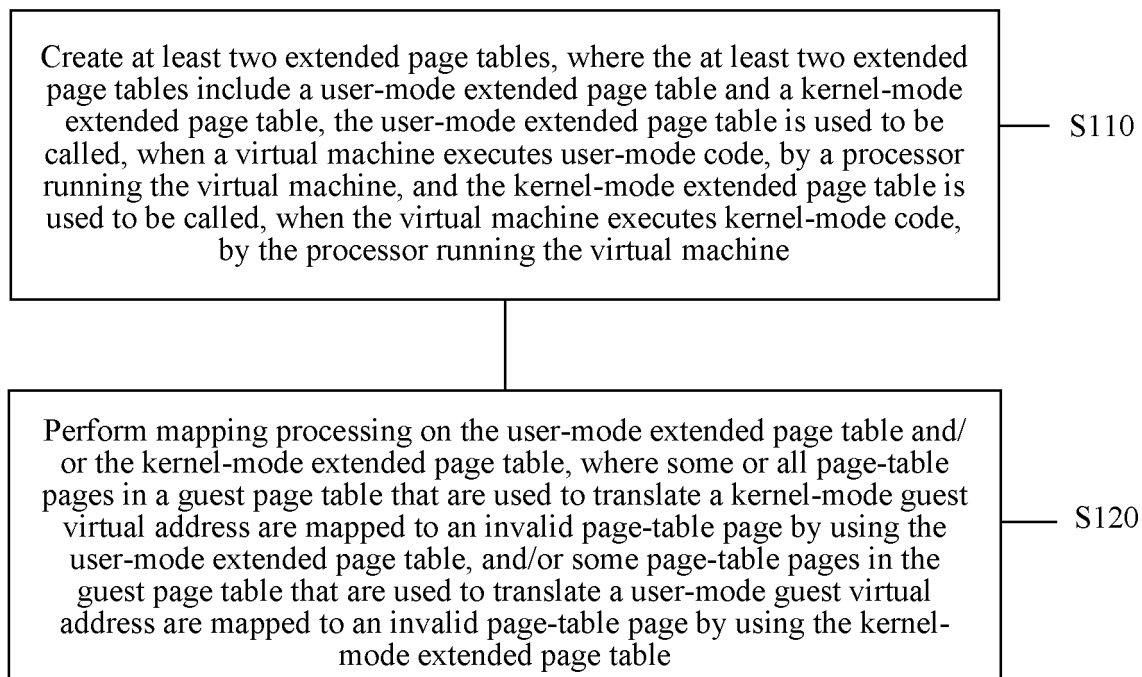 Create at least two extended page tables, where the at least two extended
page tables include a user-mode extended page table and a kernel-mode
extended page table, the user-mode extended page table is used to be
called, when a virtual machine executes user-mode code, by a processor
running the virtual machine, and the kernel-mode extended page table is
used to be called, when the virtual machine executes kernel-mode code,
by the processor running the virtual machine
S110
Perform mapping processing on the user-mode extended page table and/
or the kernel-mode extended page table, where some or all page-table
pages in a guest page table that are used to translate a kernel-mode guest
virtual address are mapped to an invalid page-table page by using the
user-mode extended page table, and/or some page-table pages in the
guest page table that are used to translate a user-mode guest virtual
address are mapped to an invalid page-table page by using the kernel-
mode extended page table
S120